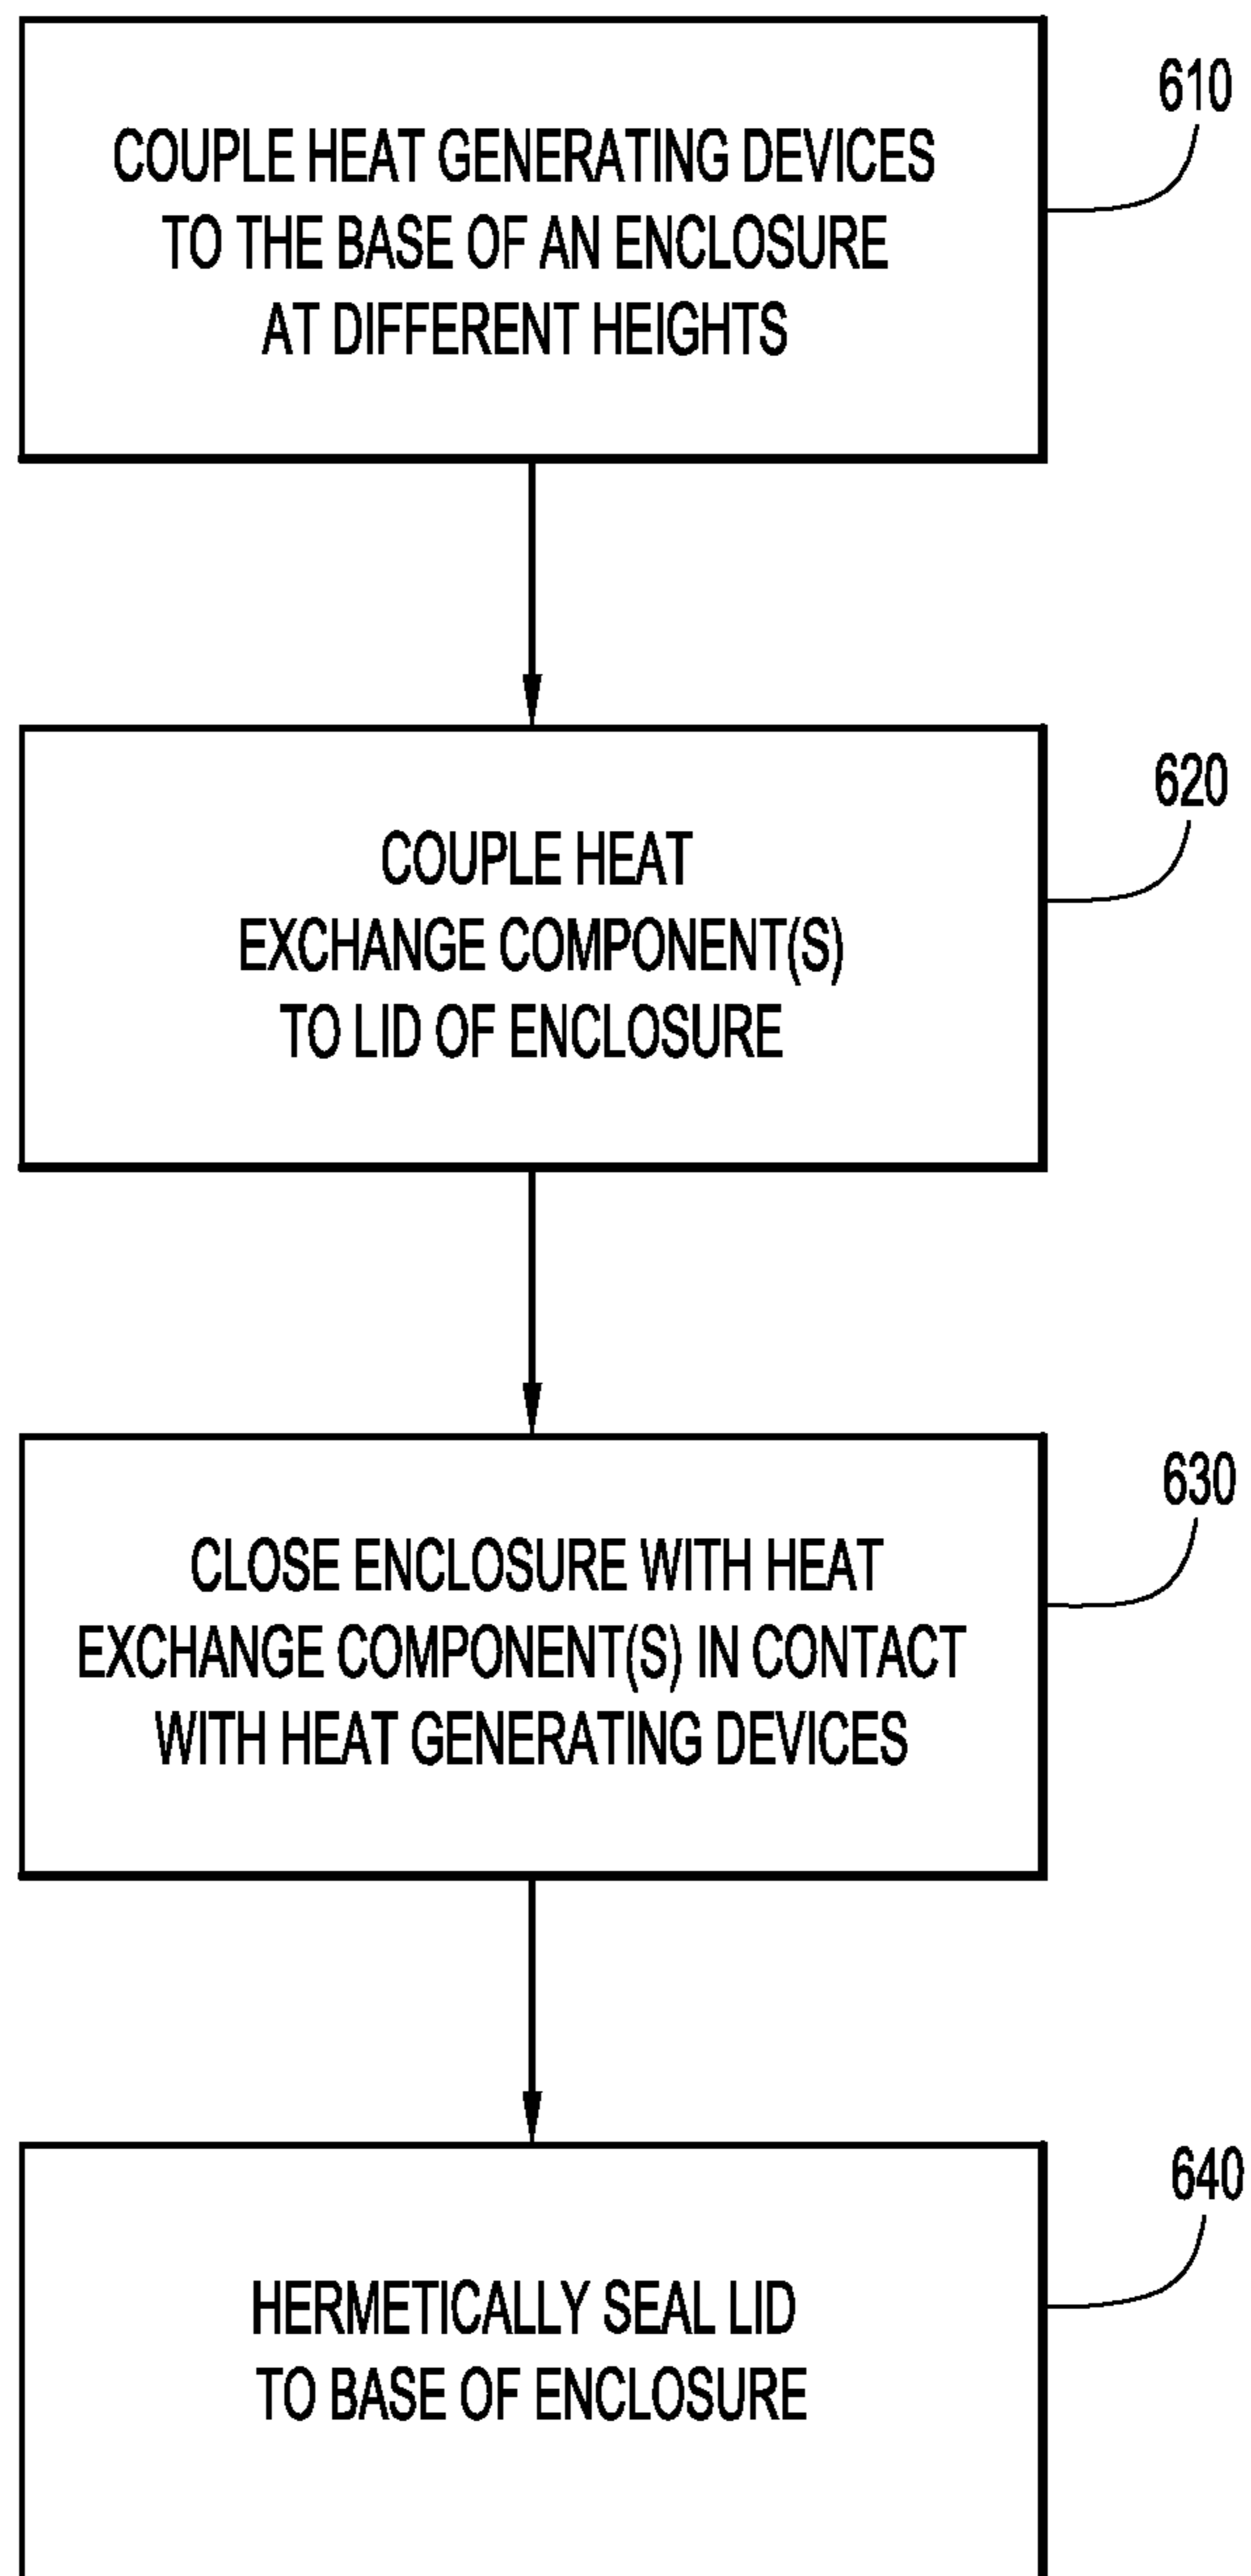 610
COUPLE HEAT GENERATING DEVICES
TO THE BASE OF AN ENCLOSURE
AT DIFFERENT HEIGHTS
620
COUPLE HEAT
EXCHANGE COMPONENT(S)
TO LID OF ENCLOSURE
630
CLOSE ENCLOSURE WITH HEAT
EXCHANGE COMPONENT(S) IN CONTACT
WITH HEAT GENERATING DEVICES
640
HERMETICALLY SEAL LID
TO BASE OF ENCLOSURE